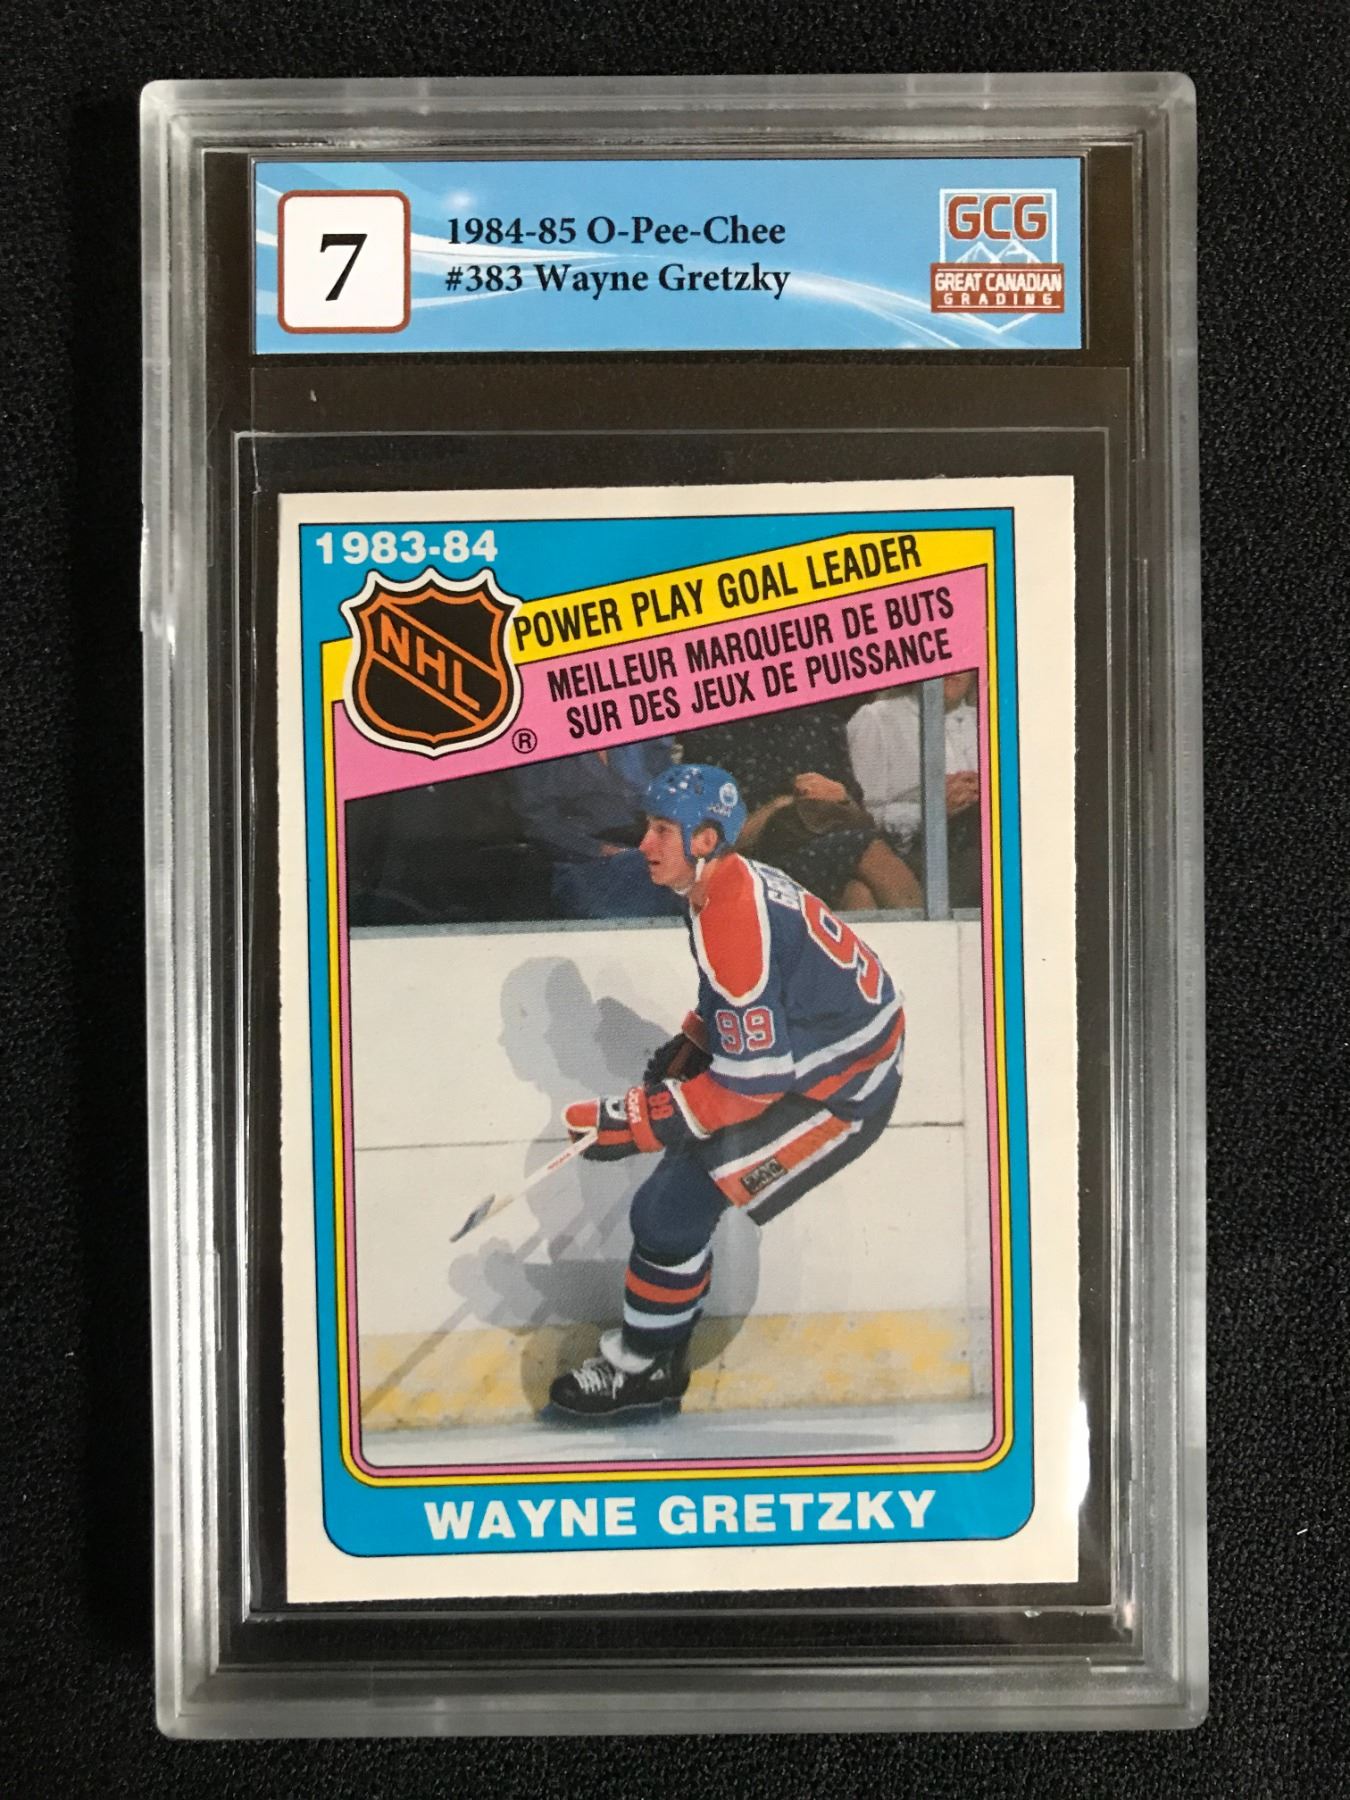 7
1984-85 O-Pee-Chee
#383 Wayne Gretzky
GCG
GREAT CANADIAN
GRADING
1983-84
NHL
®
POWER PLAY GOAL LEADER
MEILLEUR MARQUEUR DE BUTS
SUR DES JEUX DE PUISSANCE
99
99
WAYNE GRETZKY